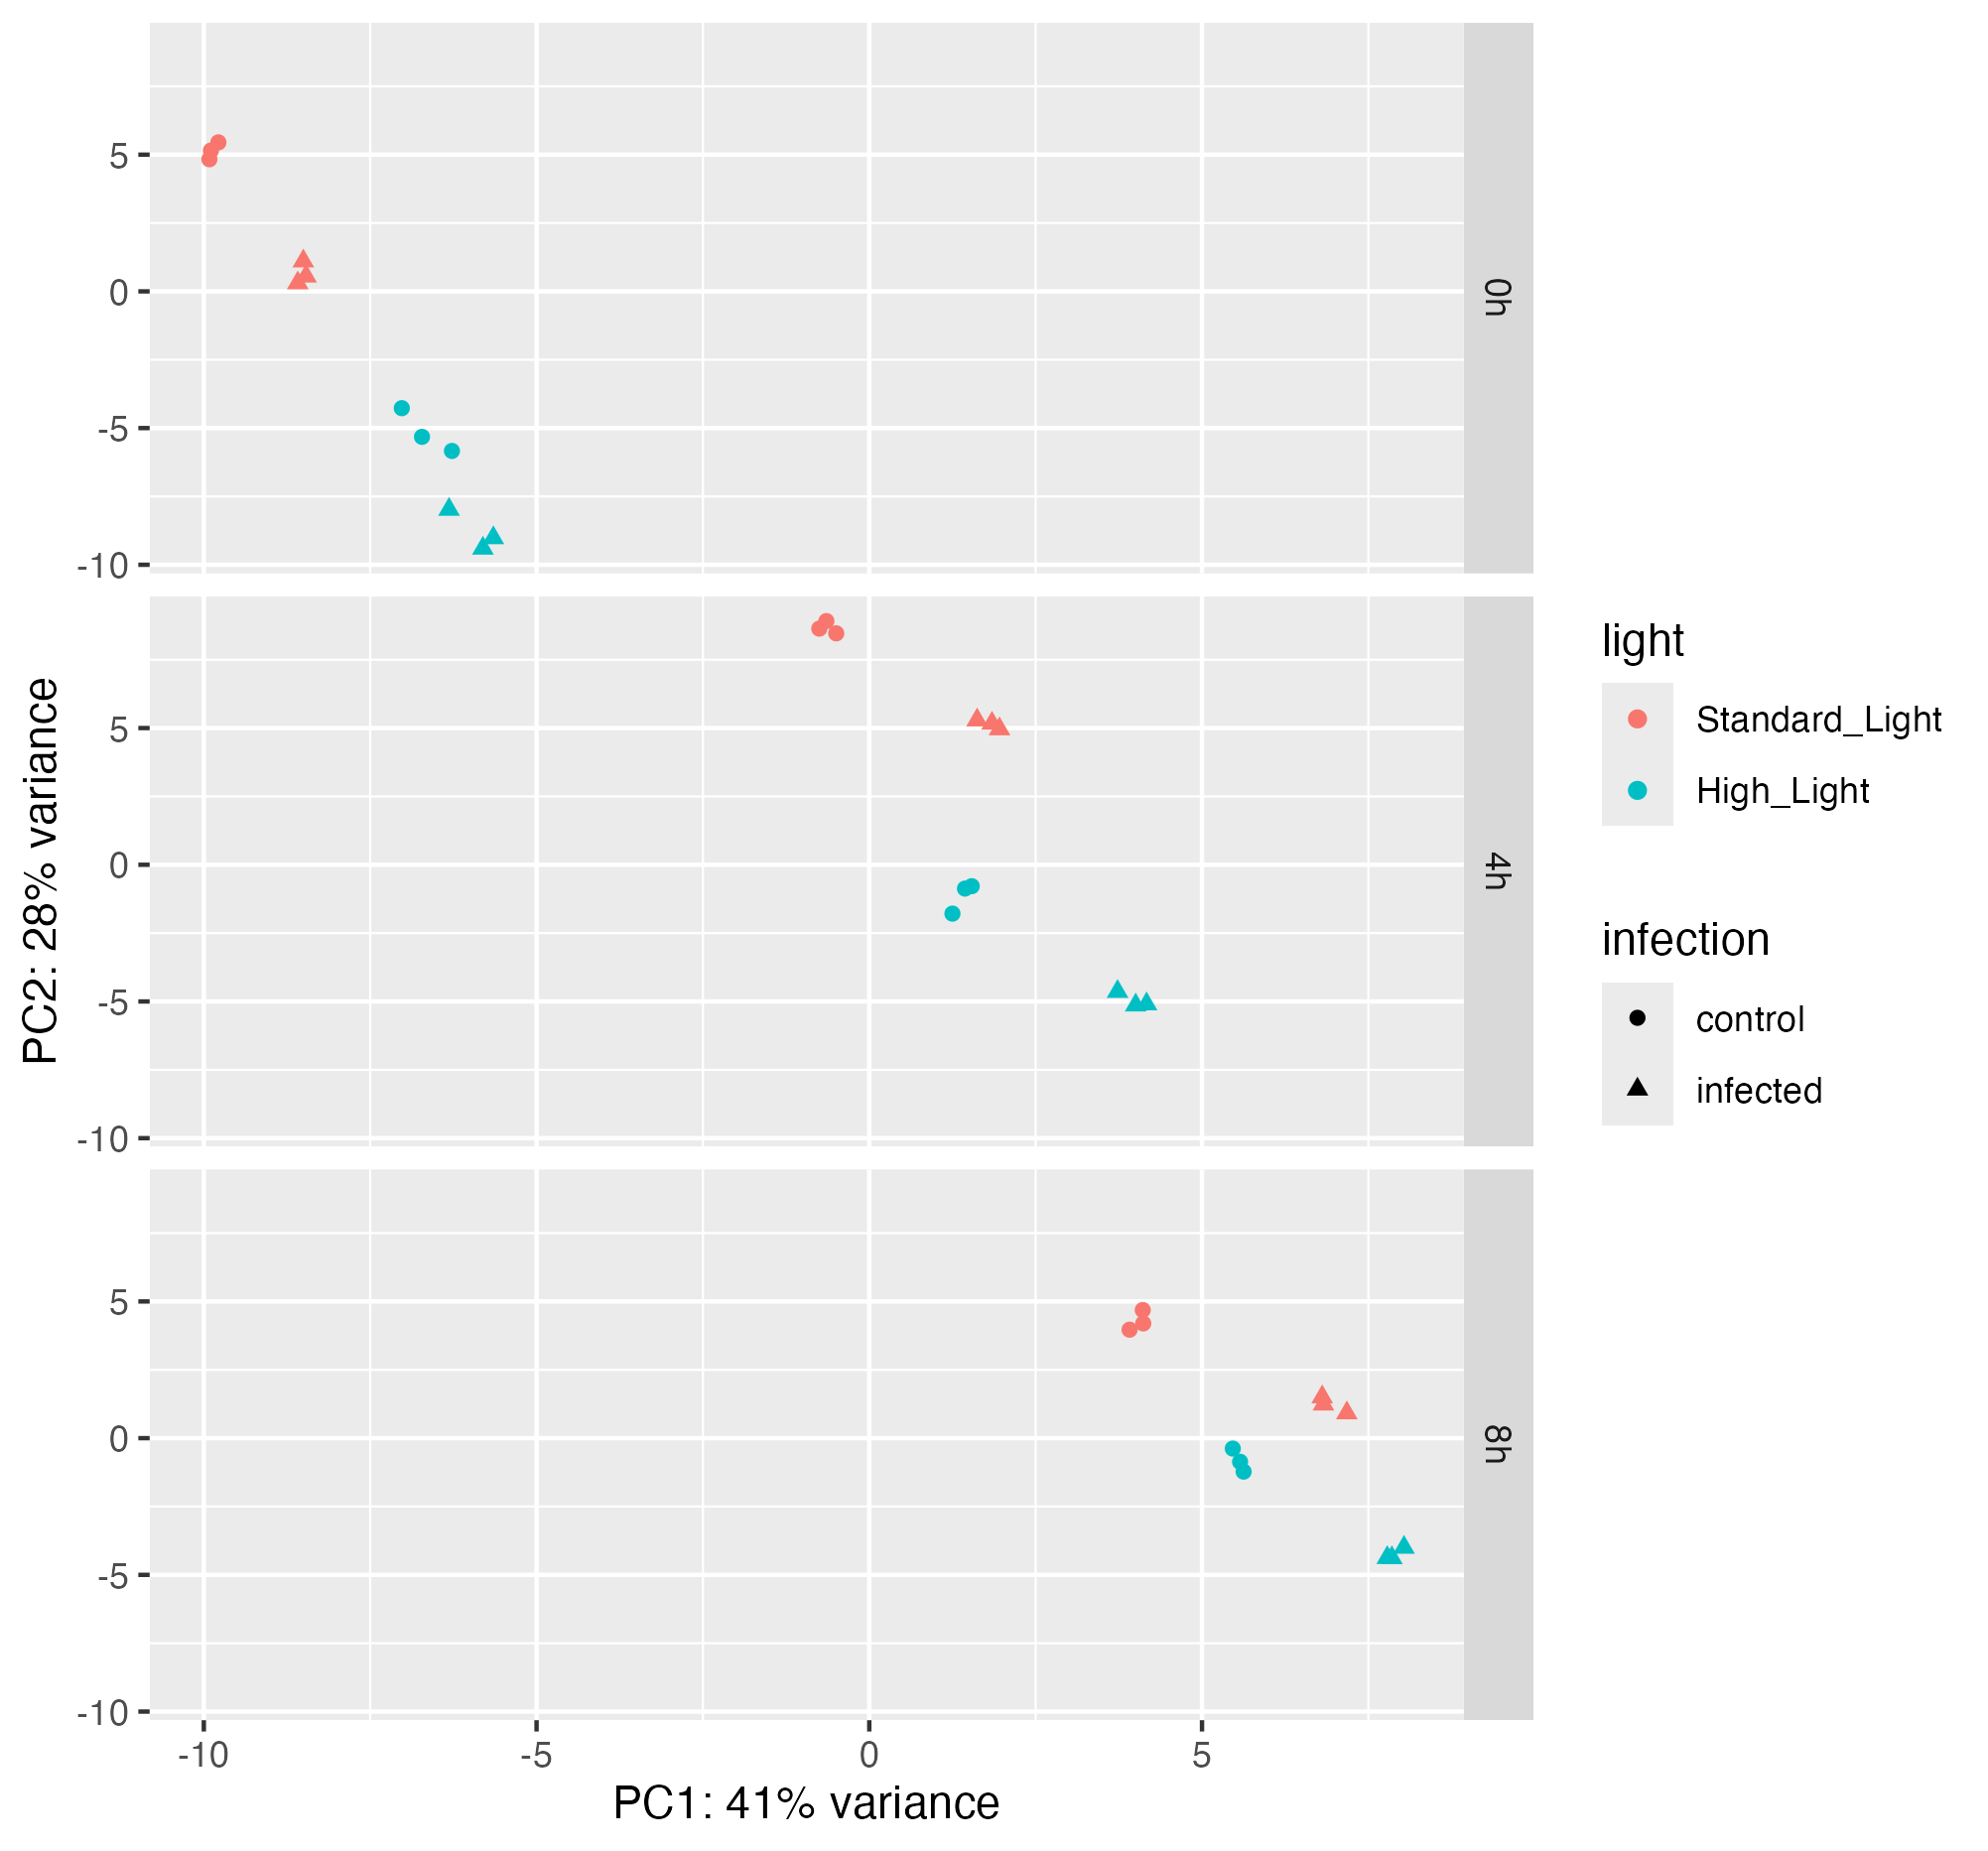 5
0
-5
-10
0h
5
0
-5
-10
4h
5
0
-5
-10
8h
-10
-5
0
5
PC1: 41% variance
PC2: 28% variance
light
Standard_Light
High_Light
infection
control
infected